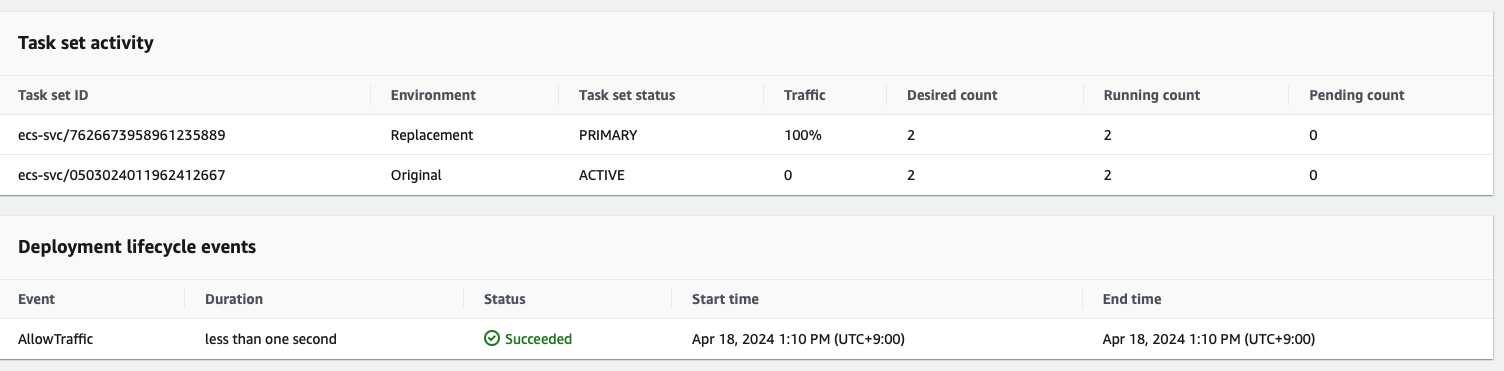 Task set activity
Task set ID Environment Task set status Traffic Desired count Running count Pending count
ecs-svc/7626673958961235889 Replacement PRIMARY 100% 2 2 0
ecs-svc/0503024011962412667 Original ACTIVE 0 2 2 0
Deployment lifecycle events
Event Duration Status Start time End time
AllowTraffic less than one second Succeeded Apr 18, 2024 1:10 PM (UTC+9:00) Apr 18, 2024 1:10 PM (UTC+9:00)